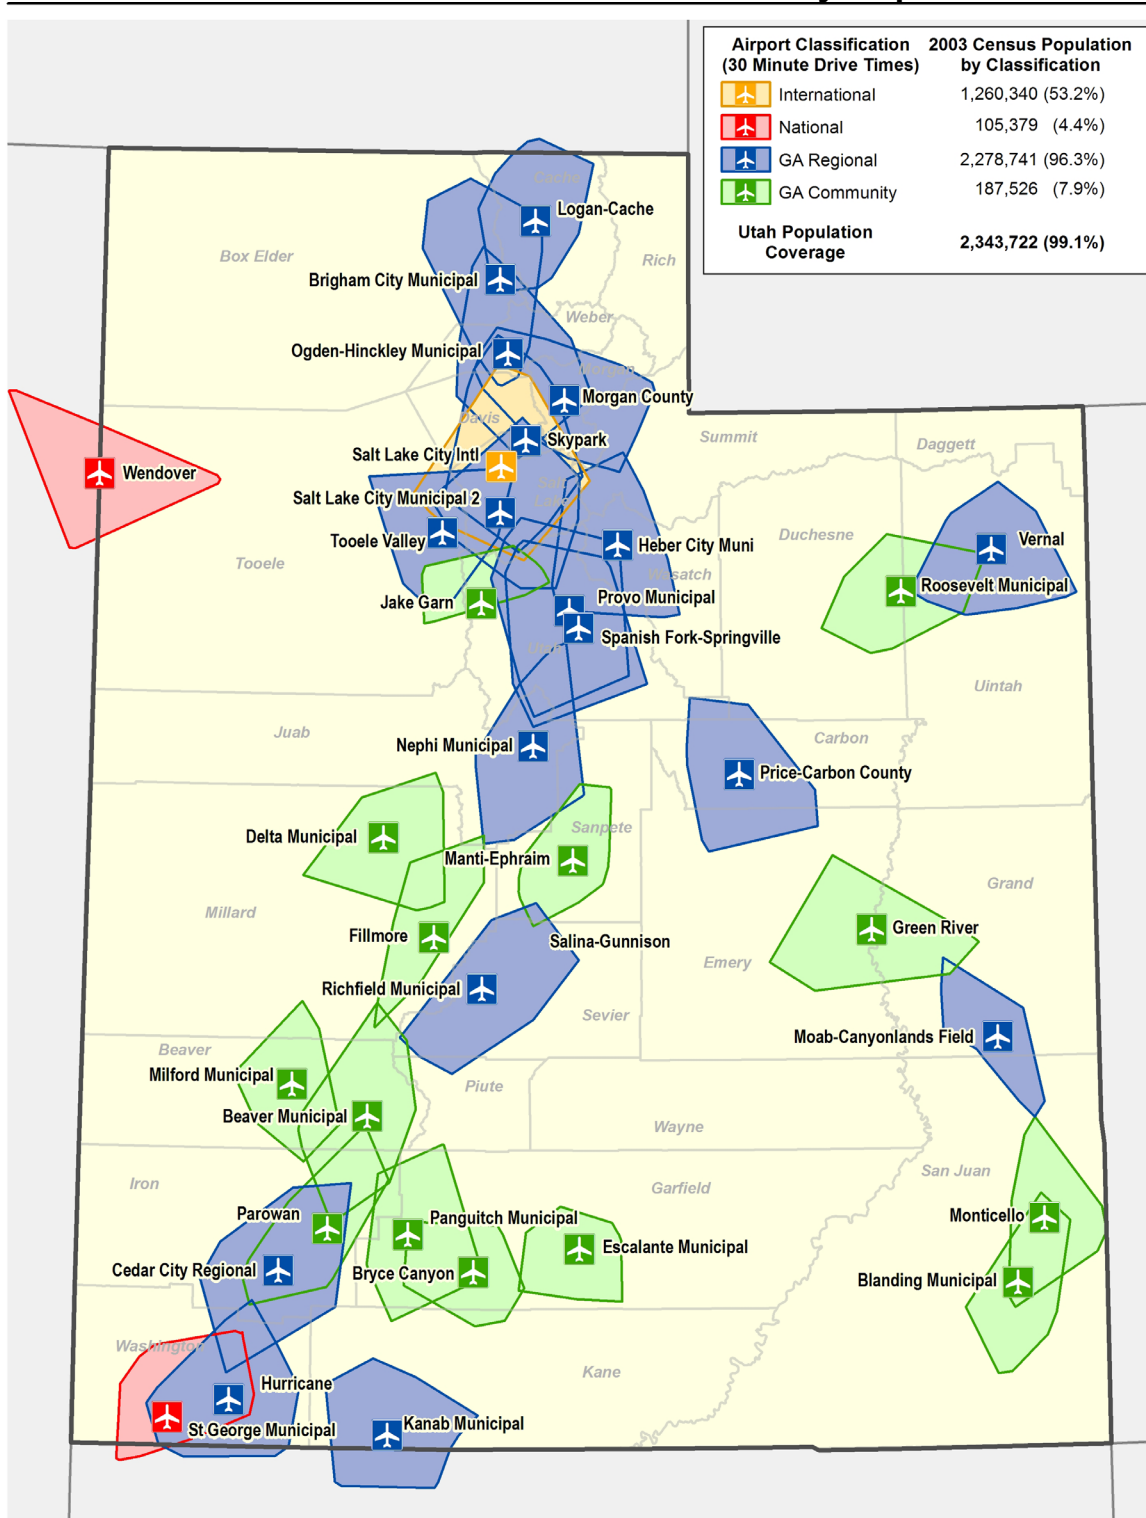 Airport Classification
(30 Minute Drive Times)
2003 Census Population
by Classification
International 1,260,340 (53.2%)
National 105,379 (4.4%)
GA Regional 2,278,741 (96.3%)
GA Community 187,526 (7.9%)
Utah Population
Coverage
2,343,722 (99.1%)
Cache
Logan-Cache
Box Elder
Rich
Brigham City Municipal
Weber
Ogden-Hinckley Municipal
Morgan
Morgan County
Davis
Skypark
Summit
Daggett
Salt Lake City Intl
Wendover
Salt
Lake
Salt Lake City Municipal 2
Tooele Valley
Duchesne
Vernal
Heber City Muni
Tooele
Wasatch
Roosevelt Municipal
Jake Garn
Provo Municipal
Spanish Fork-Springville
Utah
Uintah
Juab
Nephi Municipal
Carbon
Price-Carbon County
Delta Municipal
Sanpete
Manti-Ephraim
Grand
Millard
Fillmore
Green River
Salina-Gunnison
Emery
Richfield Municipal
Sevier
Moab-Canyonlands Field
Beaver
Milford Municipal
Piute
Beaver Municipal
Wayne
San Juan
Iron
Garfield
Parowan
Panguitch Municipal
Monticello
Escalante Municipal
Cedar City Regional
Bryce Canyon
Blanding Municipal
Washington
Kane
Hurricane
St George Municipal
Kanab Municipal